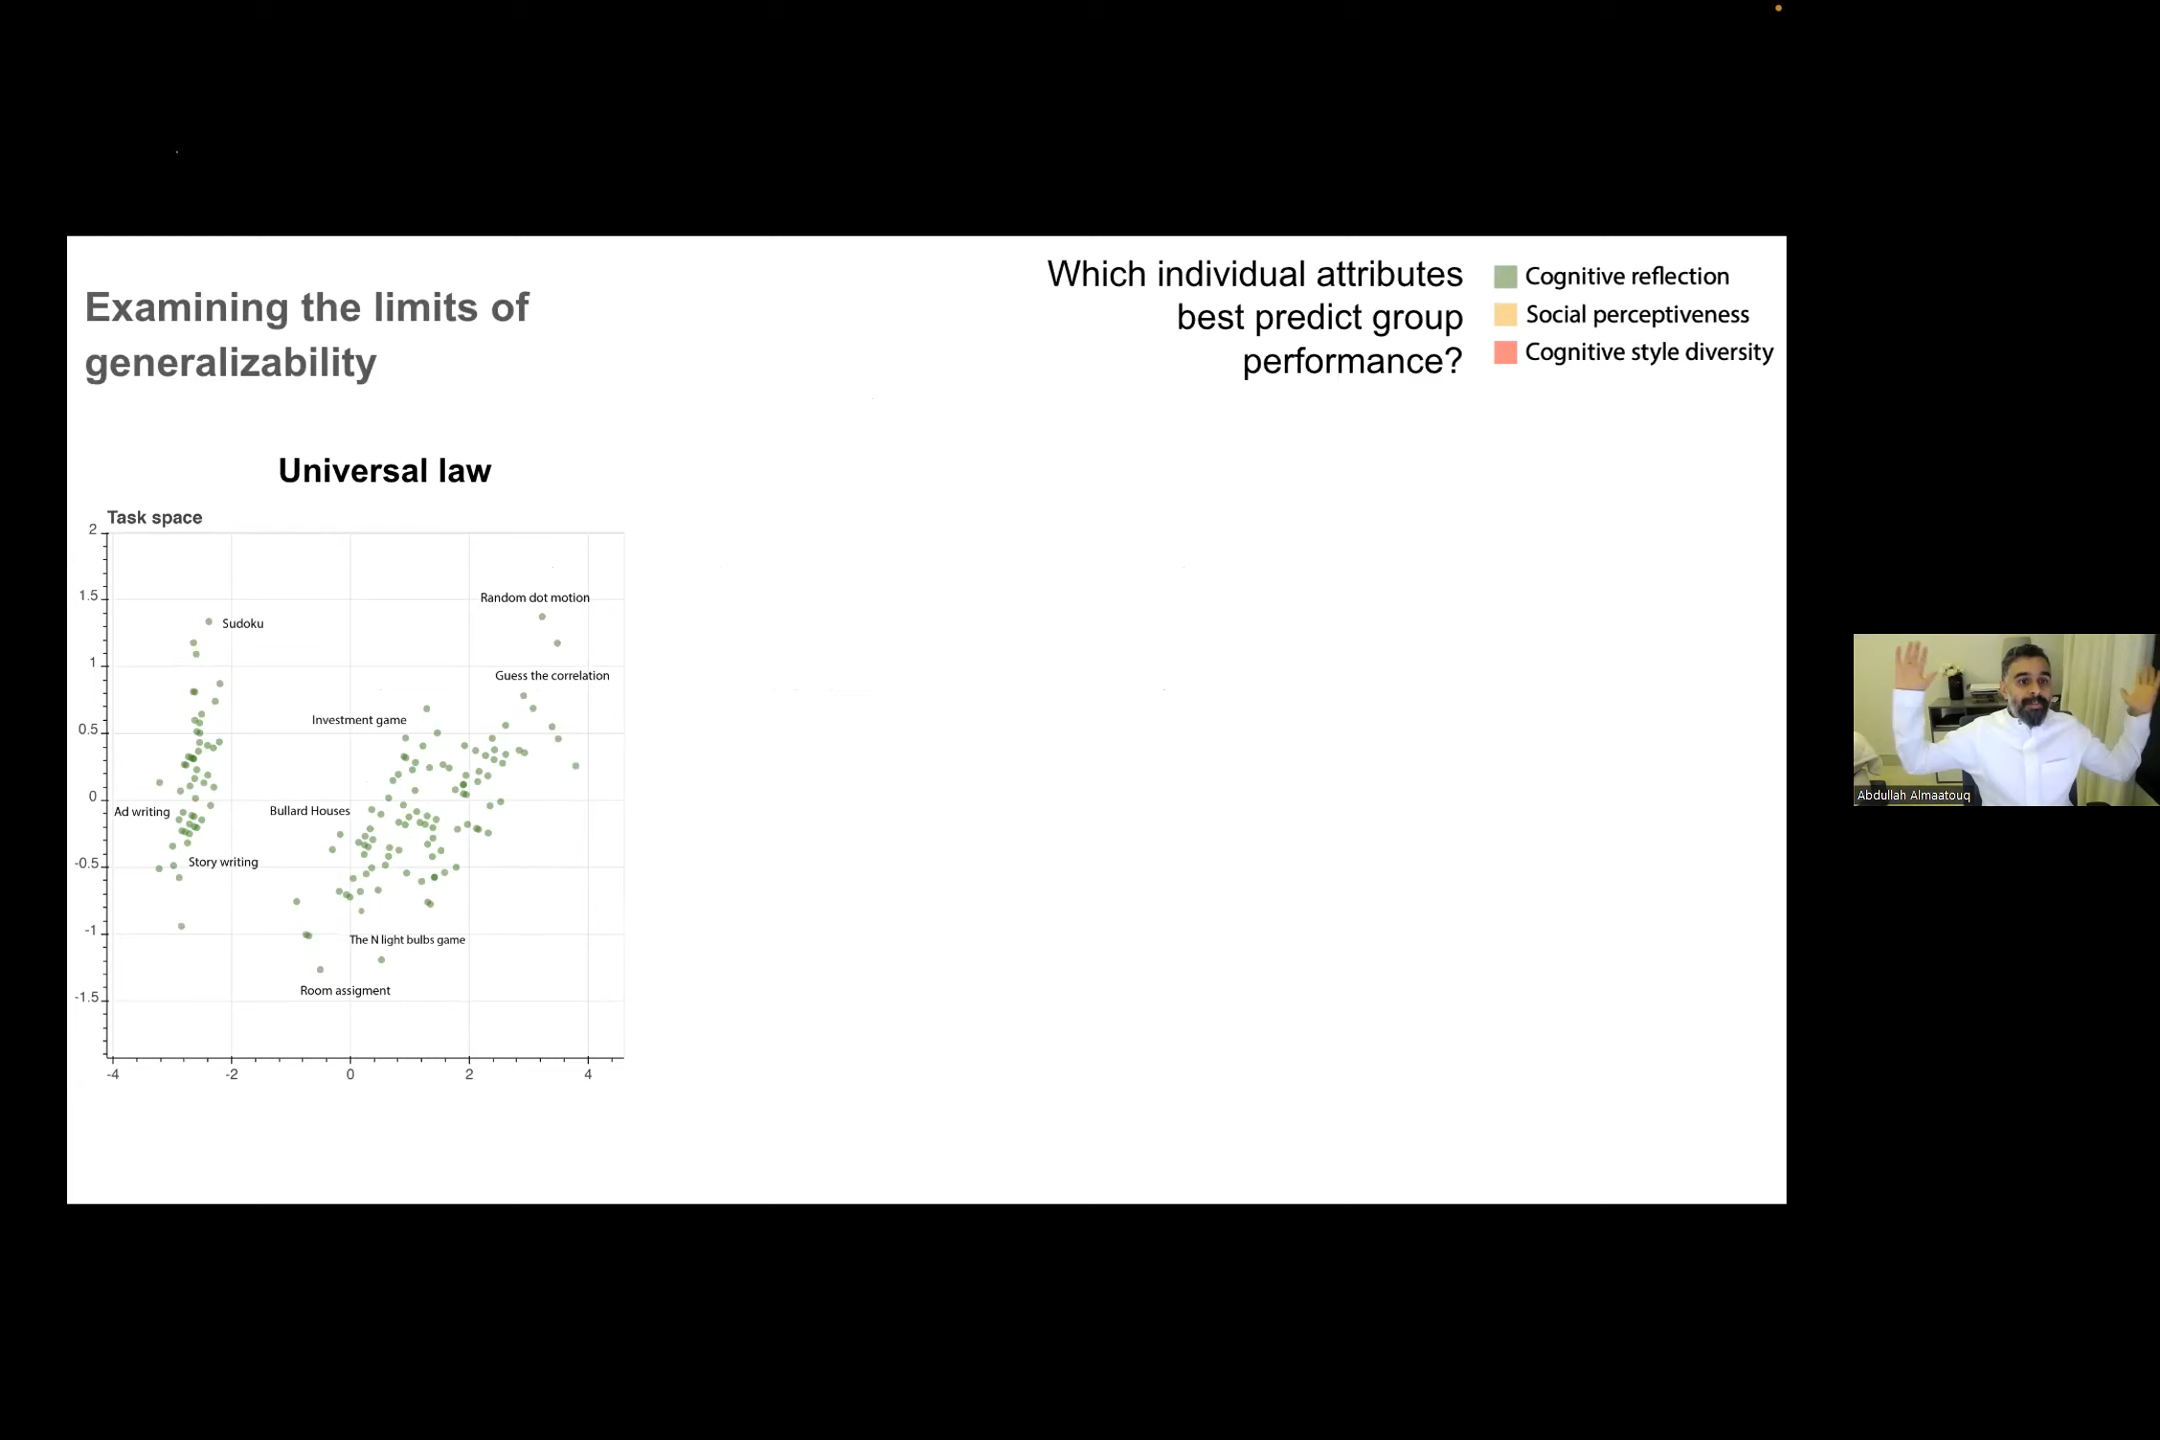 Examining the limits of
generalizability
Which individual attributes
best predict group
performance?
Cognitive reflection
Social perceptiveness
Cognitive style diversity
Universal law
Task space
2
1.5
1
0.5
0
-0.5
-1
-1.5
-4
-2
0
2
4
Random dot motion
Sudoku
Guess the correlation
Investment game
Ad writing
Bullard Houses
Story writing
The N light bulbs game
Room assigment
Abdullah Almaatouq